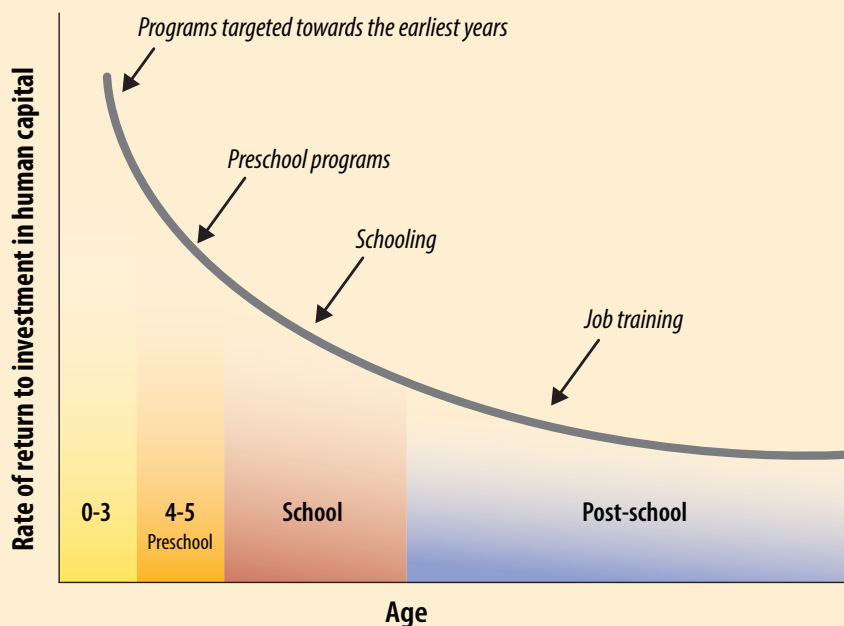 Programs targeted towards the earliest years
Preschool programs
Schooling
Job training
Rate of return to investment in human capital
0-3
4-5
Preschool
School
Post-school
Age